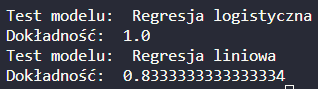 Test modelu:  Regresja logistyczna
Dokładność:  1.0
Test modelu:  Regresja liniowa
Dokładność:  0.8333333333333334